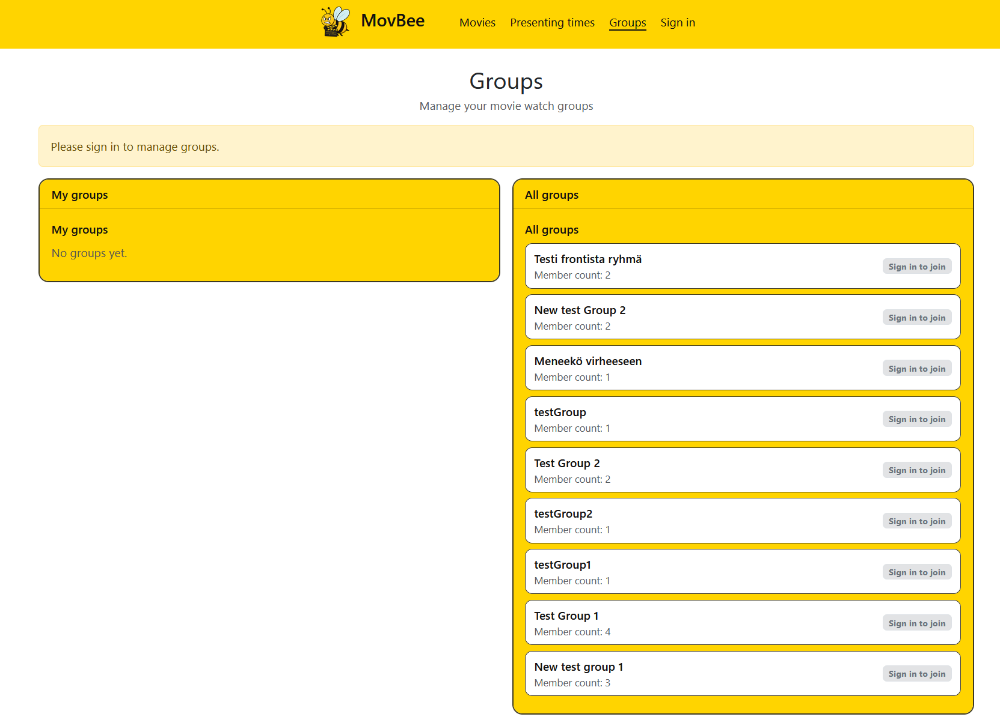 MovBee
Movies
Presenting times
Groups
Sign in
Groups
Manage your movie watch groups
Please sign in to manage groups.
My groups
My groups
No groups yet.
All groups
All groups
Testi frontista ryhmä
Member count: 2
Sign in to join
New test Group 2
Member count: 2
Sign in to join
Meneekö virheeseen
Member count: 1
Sign in to join
testGroup
Member count: 1
Sign in to join
Test Group 2
Member count: 2
Sign in to join
testGroup2
Member count: 1
Sign in to join
testGroup1
Member count: 1
Sign in to join
Test Group 1
Member count: 4
Sign in to join
New test group 1
Member count: 3
Sign in to join